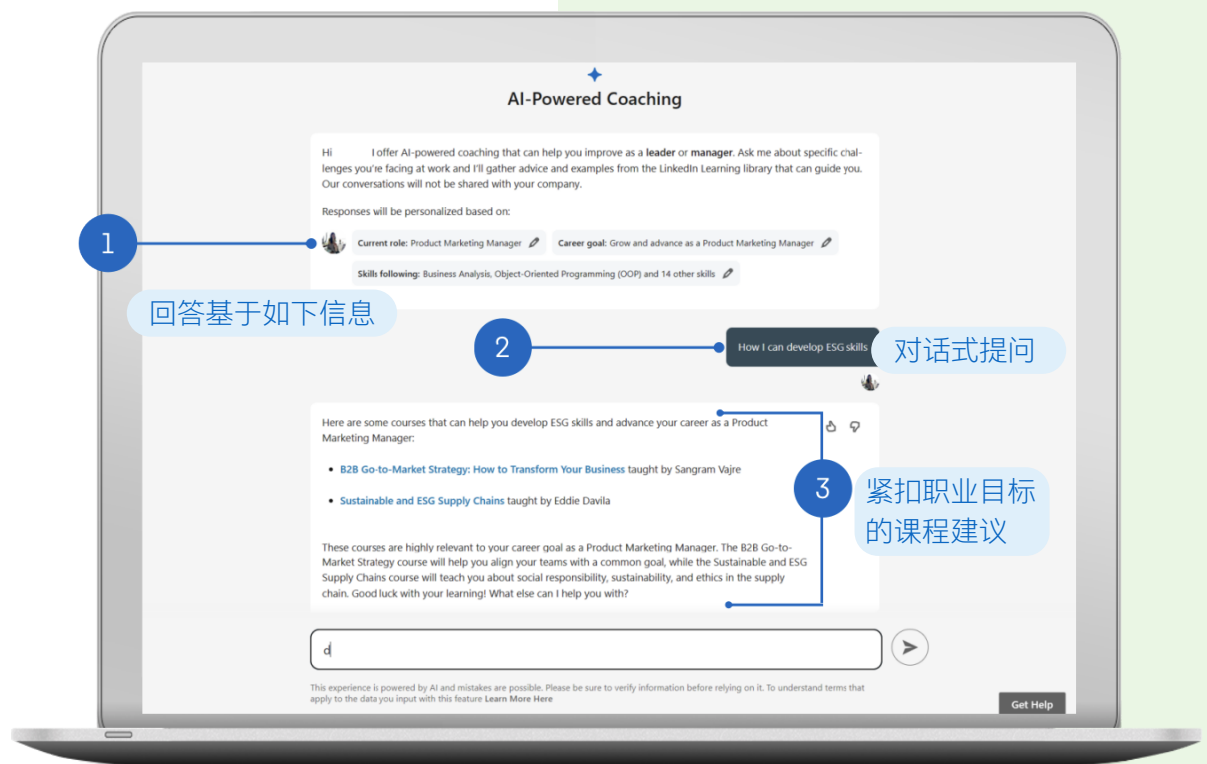 AI-Powered Coaching
Hi I offer AI-powered coaching that can help you improve as a leader or manager. Ask me about specific chal-
lenges you're facing at work and I'll gather advice and examples from the LinkedIn Learning library that can guide you.
Our conversations will not be shared with your company.
Responses will be personalized based on:
1
Current role: Product Marketing Manager
Career goal: Grow and advance as a Product Marketing Manager
Skills following: Business Analysis, Object-Oriented Programming (OOP) and 14 other skills
回答基于如下信息
2
How I can develop ESG skills
对话式提问
Here are some courses that can help you develop ESG skills and advance your career as a Product
Marketing Manager:
• B2B Go-to-Market Strategy: How to Transform Your Business taught by Sangram Vajre
• Sustainable and ESG Supply Chains taught by Eddie Davila
3
紧扣职业目标
的课程建议
These courses are highly relevant to your career goal as a Product Marketing Manager. The B2B Go-to-
Market Strategy course will help you align your teams with a common goal, while the Sustainable and ESG
Supply Chains course will teach you about social responsibility, sustainability, and ethics in the supply
chain. Good luck with your learning! What else can I help you with?
d
This experience is powered by AI and mistakes are possible. Please be sure to verify information before relying on it. To understand terms that
apply to the data you input with this feature Learn More Here
Get Help